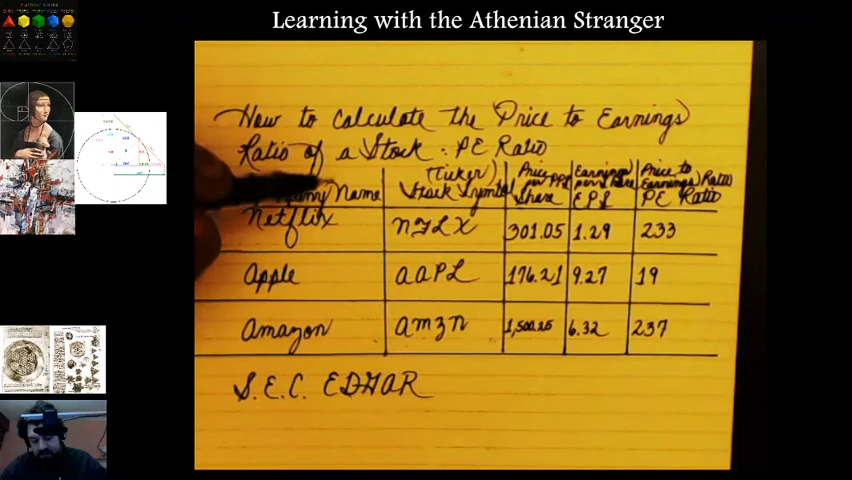 Learning with the Athenian Stranger
How to Calculate the Price to Earnings
Ratio of a Stock : PE Ratio
Name
(Ticker)
Stock Symbol
Price
per PPS
Share
Earnings
per Share
EPS
Price to
Earnings Ratio
PE Ratio
Netflix NFLX 301.05 1.29 233
Apple AAPL 176.21 9.27 19
Amazon AMZN 1,500.25 6.32 237
S.E.C. EDGAR